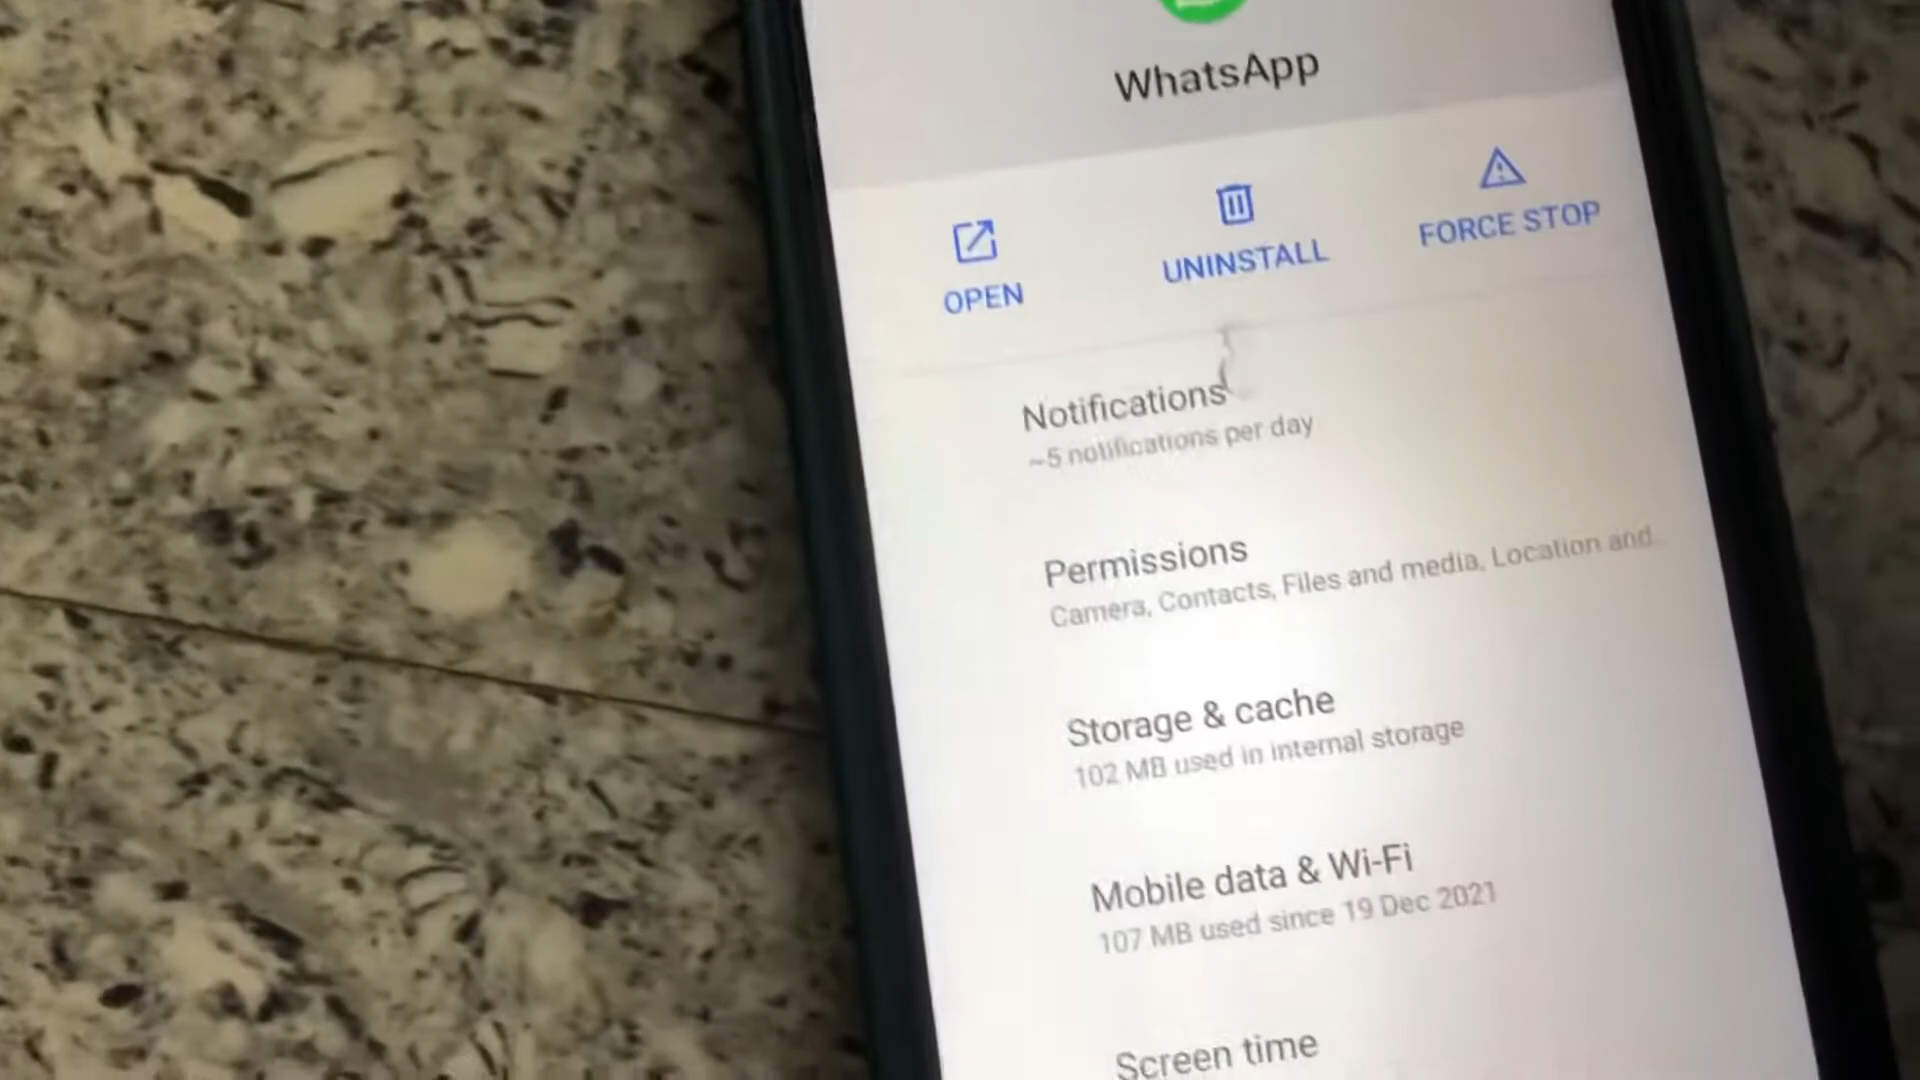 WhatsApp
OPEN
UNINSTALL
FORCE STOP
Notifications
~5 notifications per day
Permissions
Camera, Contacts, Files and media, Location and
Storage & cache
102 MB used in internal storage
Mobile data & Wi-Fi
107 MB used since 19 Dec 2021
Screen time